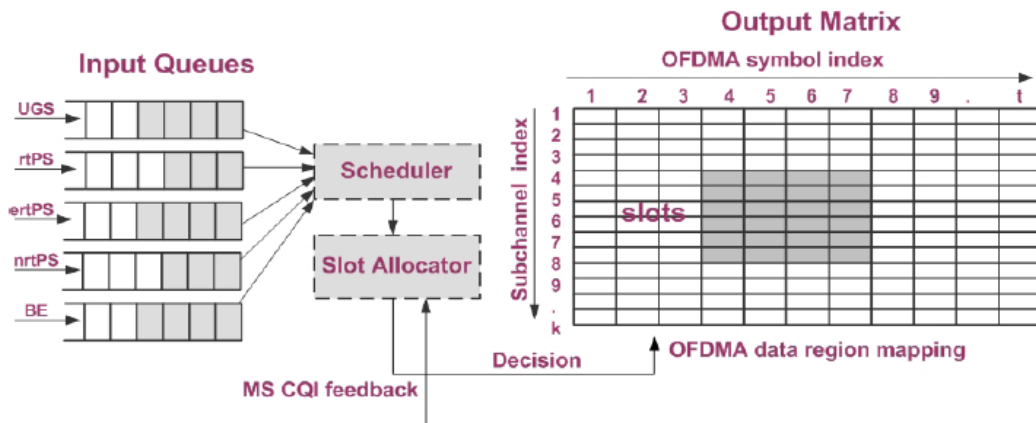 Output Matrix
Input Queues
OFDMA symbol index
1 2 3 4 5 6 7 8 9 . t
UGS
rtPS
ertPS
nrtPS
BE
Scheduler
Slot Allocator
Subchannel index
1
2
3
4
5
6
7
8
9
.
k
slots
Decision
OFDMA data region mapping
MS CQI feedback